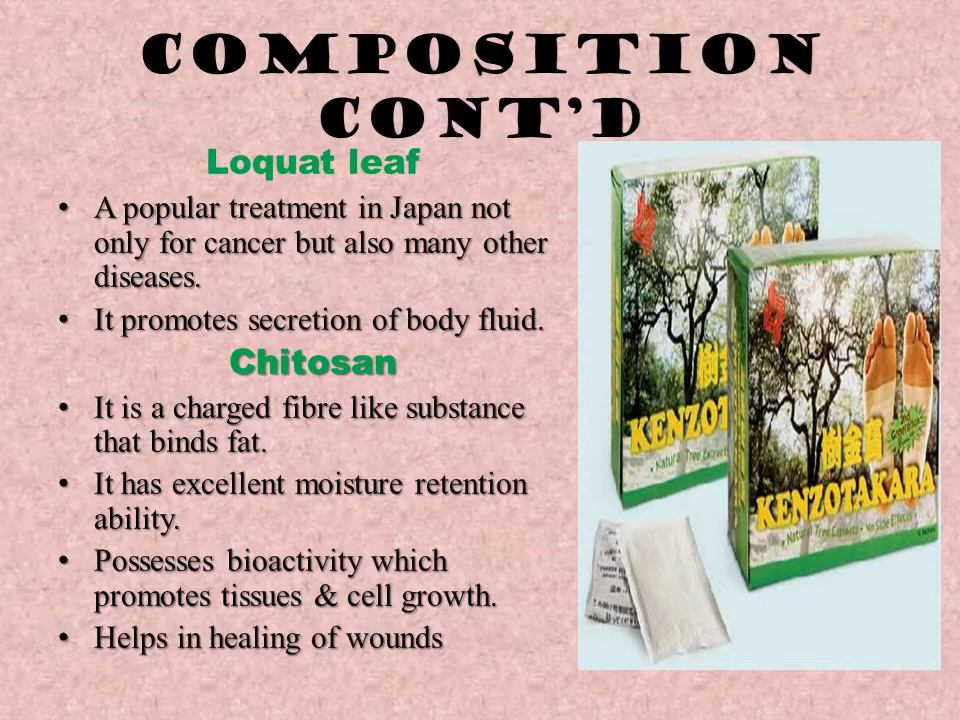 COMPOSITION
CONT'D
Loquat leaf
• A popular treatment in Japan not
only for cancer but also many other
diseases.
• It promotes secretion of body fluid.
Chitosan
• It is a charged fibre like substance
that binds fat.
• It has excellent moisture retention
ability.
• Possesses bioactivity which
promotes tissues & cell growth.
• Helps in healing of wounds
樹
KENZOT
• Natural Tree Extracts
樹金寶
KENZOTAKARA
• Natural Tree Extracts • No Side Effects •